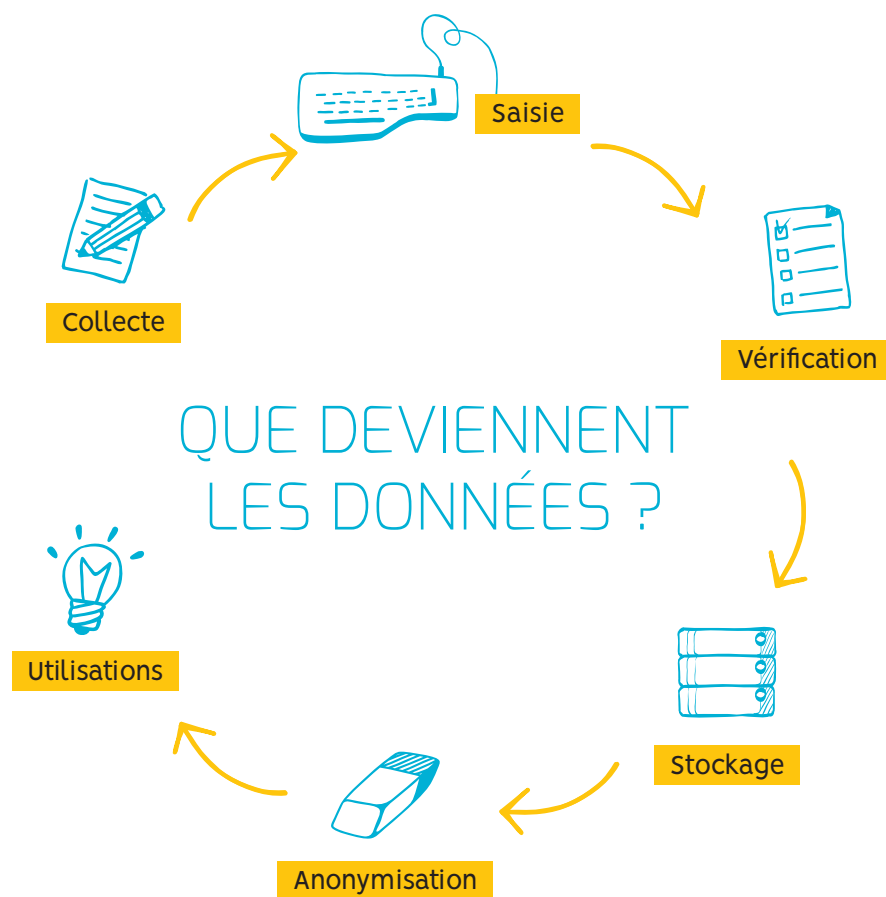 Saisie
Collecte
Vérification
QUE DEVIENNENT
LES DONNÉES ?
Utilisations
Stockage
Anonymisation